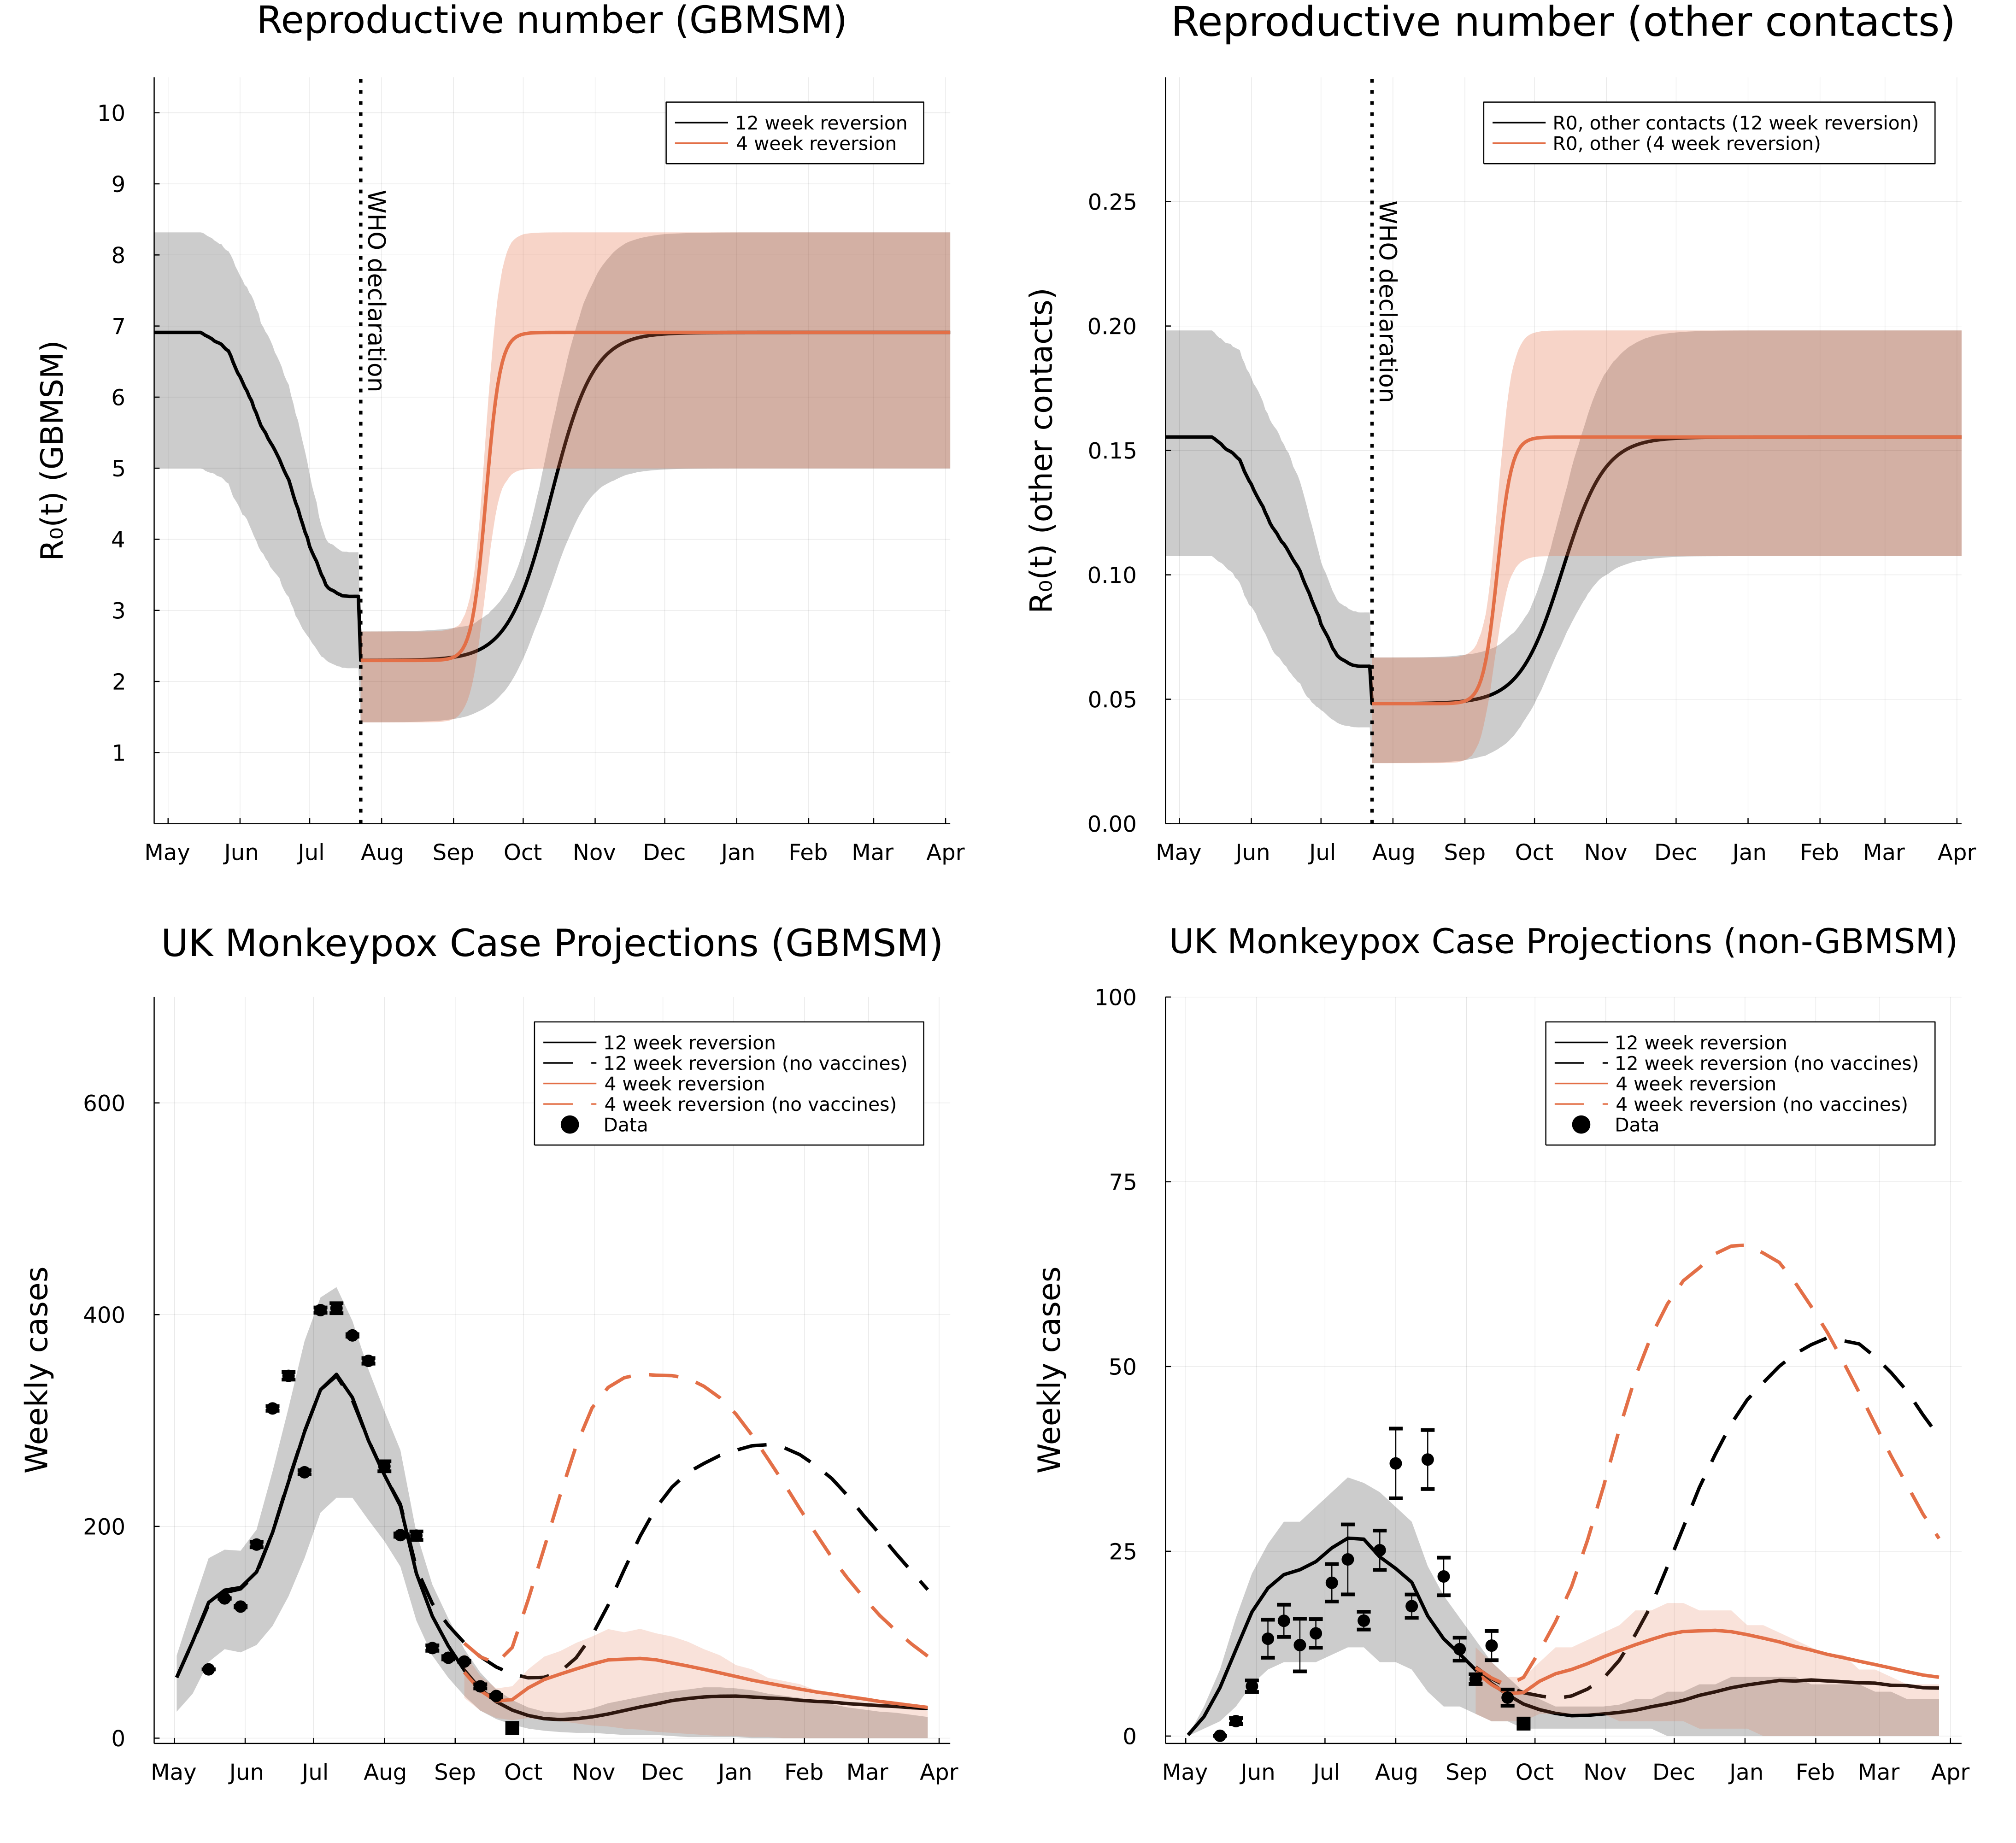 Reproductive number (GBMSM)
R₀(t) (GBMSM)
10
9
8
7
6
5
4
3
2
1
12 week reversion
4 week reversion
WHO declaration
May Jun Jul Aug Sep Oct Nov Dec Jan Feb Mar Apr
Reproductive number (other contacts)
R₀(t) (other contacts)
0.25
0.20
0.15
0.10
0.05
0.00
R0, other contacts (12 week reversion)
R0, other (4 week reversion)
WHO declaration
May Jun Jul Aug Sep Oct Nov Dec Jan Feb Mar Apr
UK Monkeypox Case Projections (GBMSM)
Weekly cases
600
400
200
0
12 week reversion
12 week reversion (no vaccines)
4 week reversion
4 week reversion (no vaccines)
Data
May Jun Jul Aug Sep Oct Nov Dec Jan Feb Mar Apr
UK Monkeypox Case Projections (non-GBMSM)
Weekly cases
100
75
50
25
0
12 week reversion
12 week reversion (no vaccines)
4 week reversion
4 week reversion (no vaccines)
Data
May Jun Jul Aug Sep Oct Nov Dec Jan Feb Mar Apr